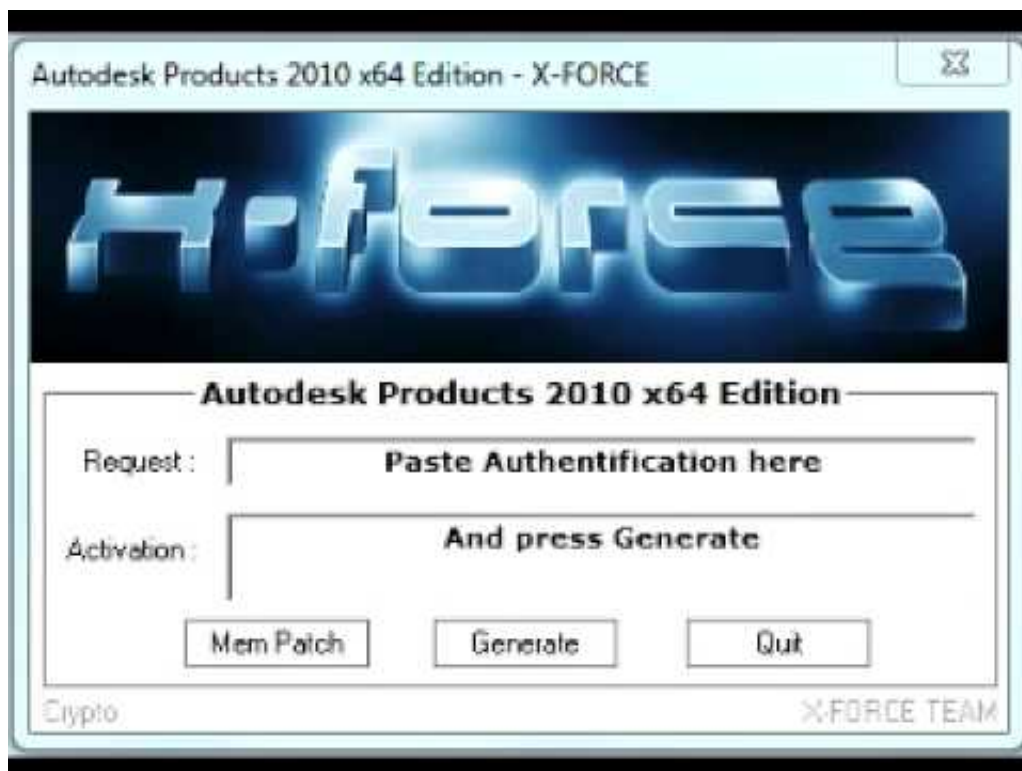 Autodesk Products 2010 x64 Edition - X-FORCE
X-force
Autodesk Products 2010 x64 Edition
Request :
Paste Authentification here
Activation :
And press Generate
Mem Patch
Generate
Quit
Crypto
X-FORCE TEAM